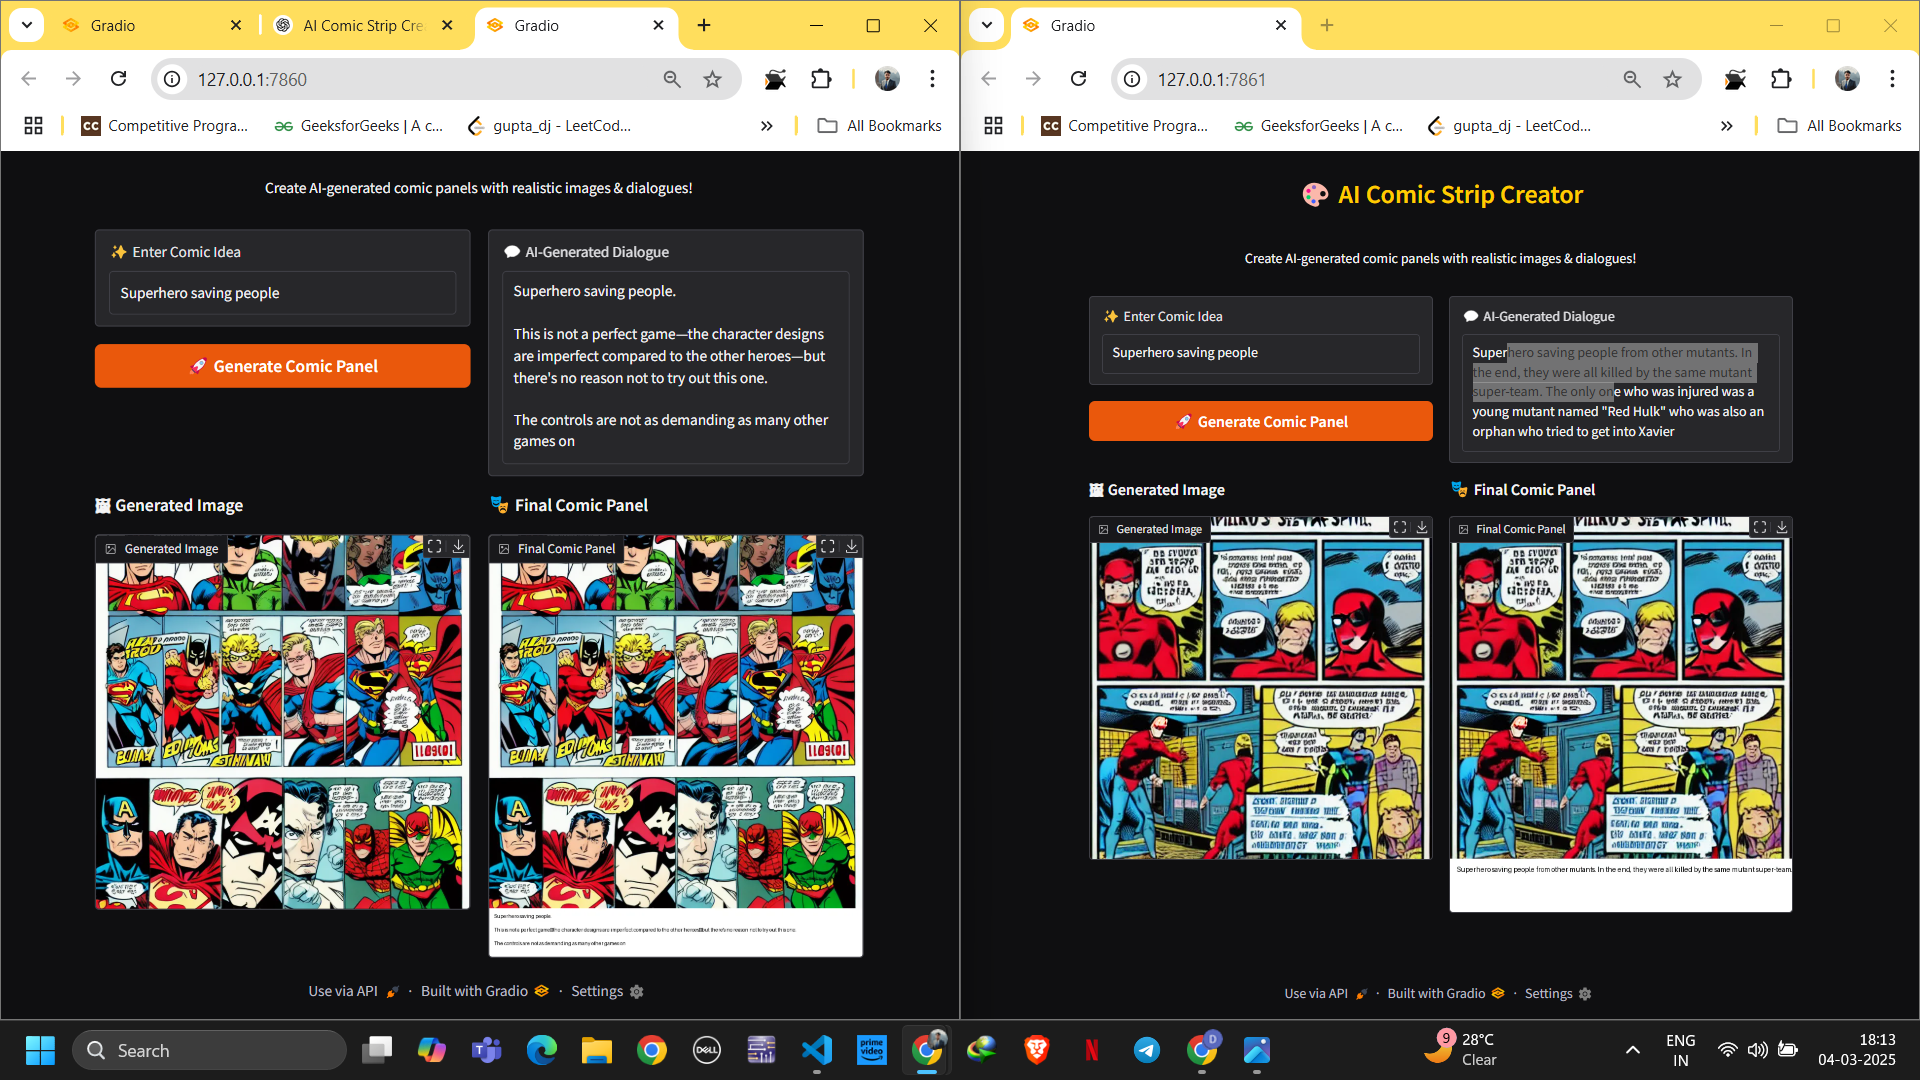 Gradio
AI Comic Strip Cre
Gradio
127.0.0.1:7860
Competitive Progra...
GeeksforGeeks | A c...
gupta_dj - LeetCod...
All Bookmarks
Create AI-generated comic panels with realistic images & dialogues!
✨ Enter Comic Idea
Superhero saving people
🚀 Generate Comic Panel
💬 AI-Generated Dialogue
Superhero saving people.
This is not a perfect game—the character designs
are imperfect compared to the other heroes—but
there's no reason not to try out this one.
The controls are not as demanding as many other
games on
🖼 Generated Image
🎭 Final Comic Panel
Generated Image
Final Comic Panel
Superhero saving people.
This is not a perfect game the character designs are imperfect compared to the other heroes but there's no reason not to try out this one.
The controls are not as demanding as many other games on
Use via API 🚀 · Built with Gradio · Settings
Gradio
127.0.0.1:7861
Competitive Progra...
GeeksforGeeks | A c...
gupta_dj - LeetCod...
All Bookmarks
🎨 AI Comic Strip Creator
Create AI-generated comic panels with realistic images & dialogues!
✨ Enter Comic Idea
Superhero saving people
🚀 Generate Comic Panel
💬 AI-Generated Dialogue
Superhero saving people from other mutants. In
the end, they were all killed by the same mutant
super-team. The only one who was injured was a
young mutant named "Red Hulk" who was also an
orphan who tried to get into Xavier
🖼 Generated Image
🎭 Final Comic Panel
Generated Image
Final Comic Panel
Superhero saving people from other mutants. In the end, they were all killed by the same mutant super-team.
Use via API 🚀 · Built with Gradio · Settings
Search
DELL
prime
video
D
9
28°C
Clear
ENG
IN
18:13
04-03-2025